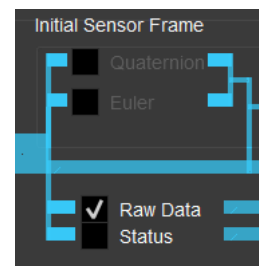 Initial Sensor Frame
Quaternion
Euler
Raw Data
Status